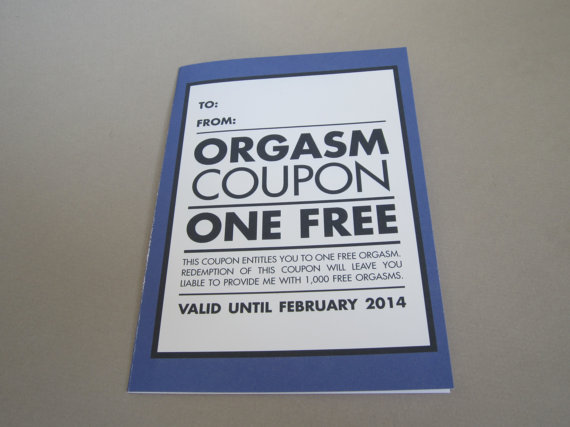 TO:
FROM:
ORGASM
COUPON
ONE FREE
THIS COUPON ENTITLES YOU TO ONE FREE ORGASM.
REDEMPTION OF THIS COUPON WILL LEAVE YOU
LIABLE TO PROVIDE ME WITH 1,000 FREE ORGASMS.
VALID UNTIL FEBRUARY 2014